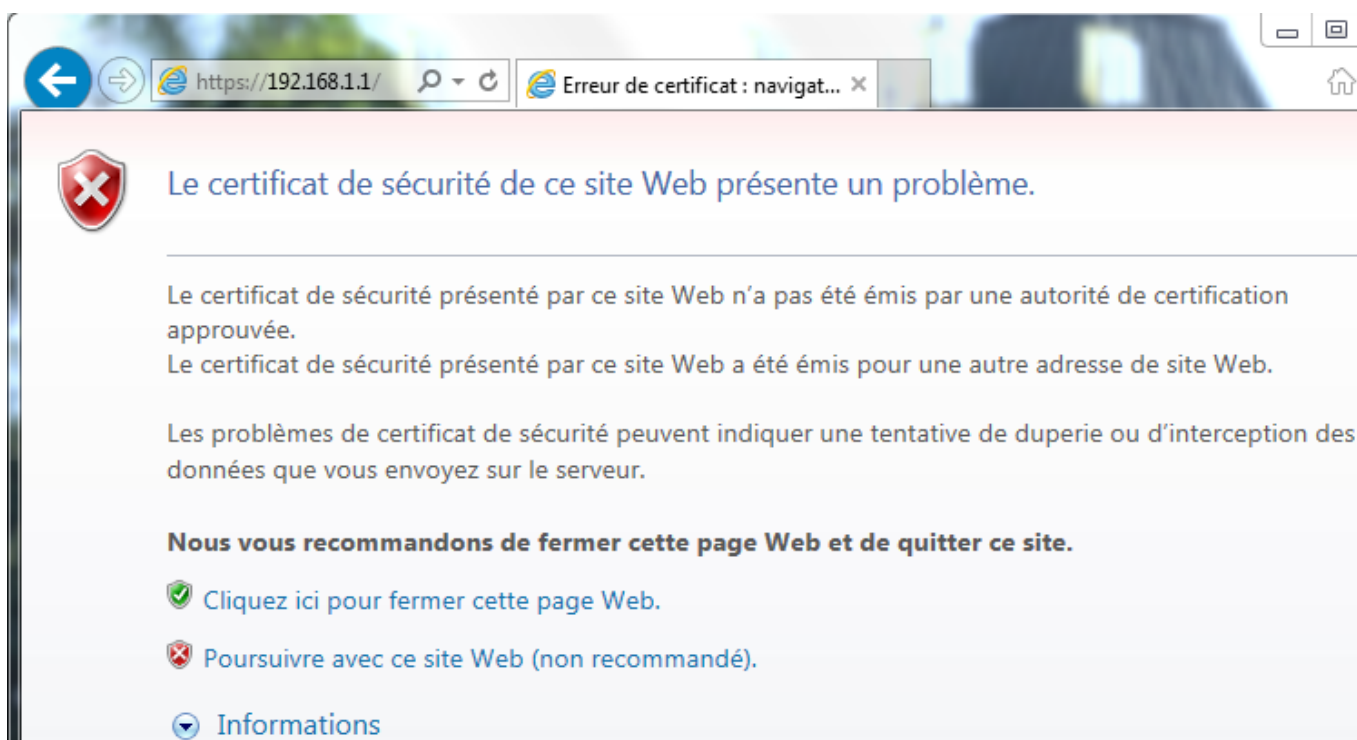 https://192.168.1.1/
Erreur de certificat : navigat...
Le certificat de sécurité de ce site Web présente un problème.
Le certificat de sécurité présenté par ce site Web n’a pas été émis par une autorité de certification
approuvée.
Le certificat de sécurité présenté par ce site Web a été émis pour une autre adresse de site Web.
Les problèmes de certificat de sécurité peuvent indiquer une tentative de duperie ou d’interception des
données que vous envoyez sur le serveur.
Nous vous recommandons de fermer cette page Web et de quitter ce site.
Cliquez ici pour fermer cette page Web.
Poursuivre avec ce site Web (non recommandé).
Informations